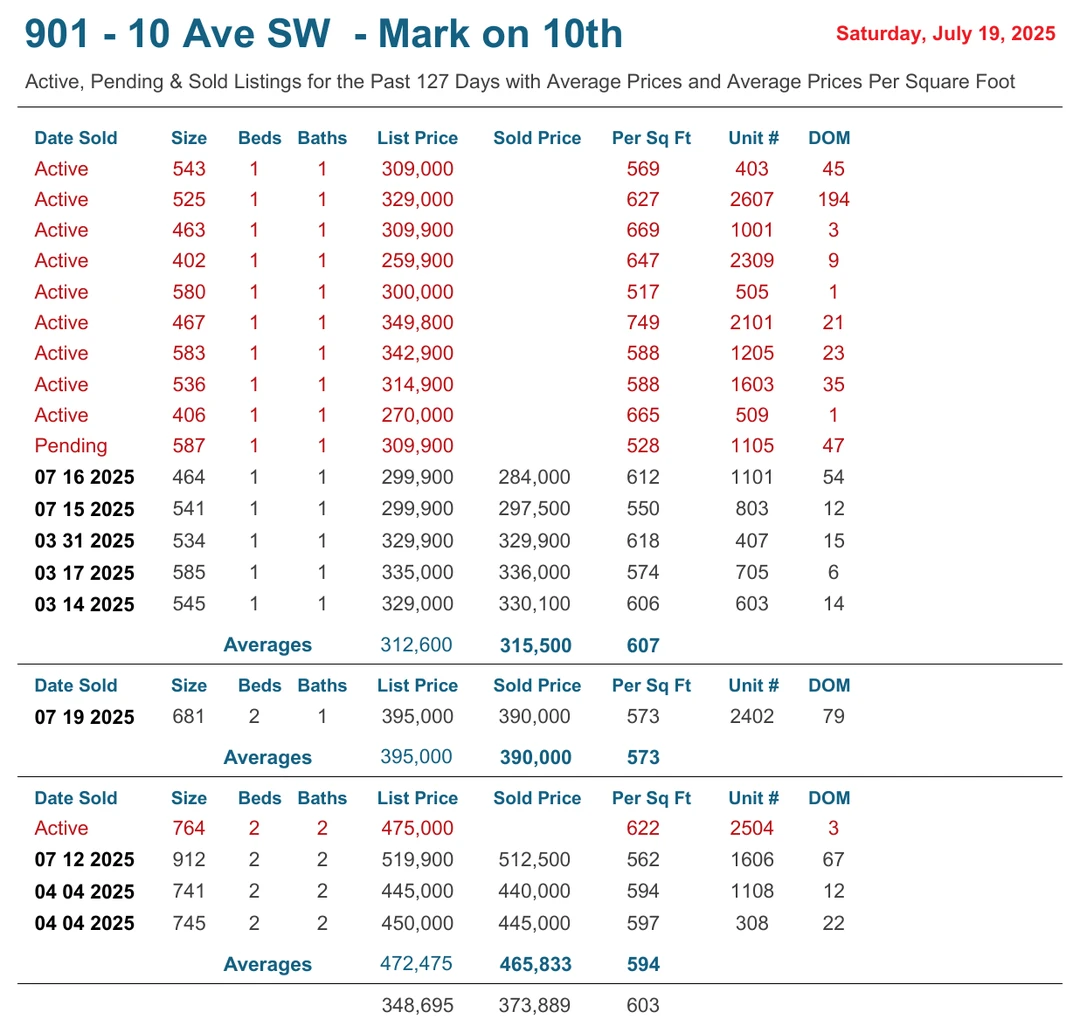 901 - 10 Ave SW - Mark on 10th Saturday, July 19, 2025
Active, Pending & Sold Listings for the Past 127 Days with Average Prices and Average Prices Per Square Foot
Date Sold Size Beds Baths List Price Sold Price Per Sq Ft Unit # DOM
Active 543 1 1 309,000 569 403 45
Active 525 1 1 329,000 627 2607 194
Active 463 1 1 309,900 669 1001 3
Active 402 1 1 259,900 647 2309 9
Active 580 1 1 300,000 517 505 1
Active 467 1 1 349,800 749 2101 21
Active 583 1 1 342,900 588 1205 23
Active 536 1 1 314,900 588 1603 35
Active 406 1 1 270,000 665 509 1
Pending 587 1 1 309,900 528 1105 47
07 16 2025 464 1 1 299,900 284,000 612 1101 54
07 15 2025 541 1 1 299,900 297,500 550 803 12
03 31 2025 534 1 1 329,900 329,900 618 407 15
03 17 2025 585 1 1 335,000 336,000 574 705 6
03 14 2025 545 1 1 329,000 330,100 606 603 14
Averages 312,600 315,500 607
Date Sold Size Beds Baths List Price Sold Price Per Sq Ft Unit # DOM
07 19 2025 681 2 1 395,000 390,000 573 2402 79
Averages 395,000 390,000 573
Date Sold Size Beds Baths List Price Sold Price Per Sq Ft Unit # DOM
Active 764 2 2 475,000 622 2504 3
07 12 2025 912 2 2 519,900 512,500 562 1606 67
04 04 2025 741 2 2 445,000 440,000 594 1108 12
04 04 2025 745 2 2 450,000 445,000 597 308 22
Averages 472,475 465,833 594
348,695 373,889 603